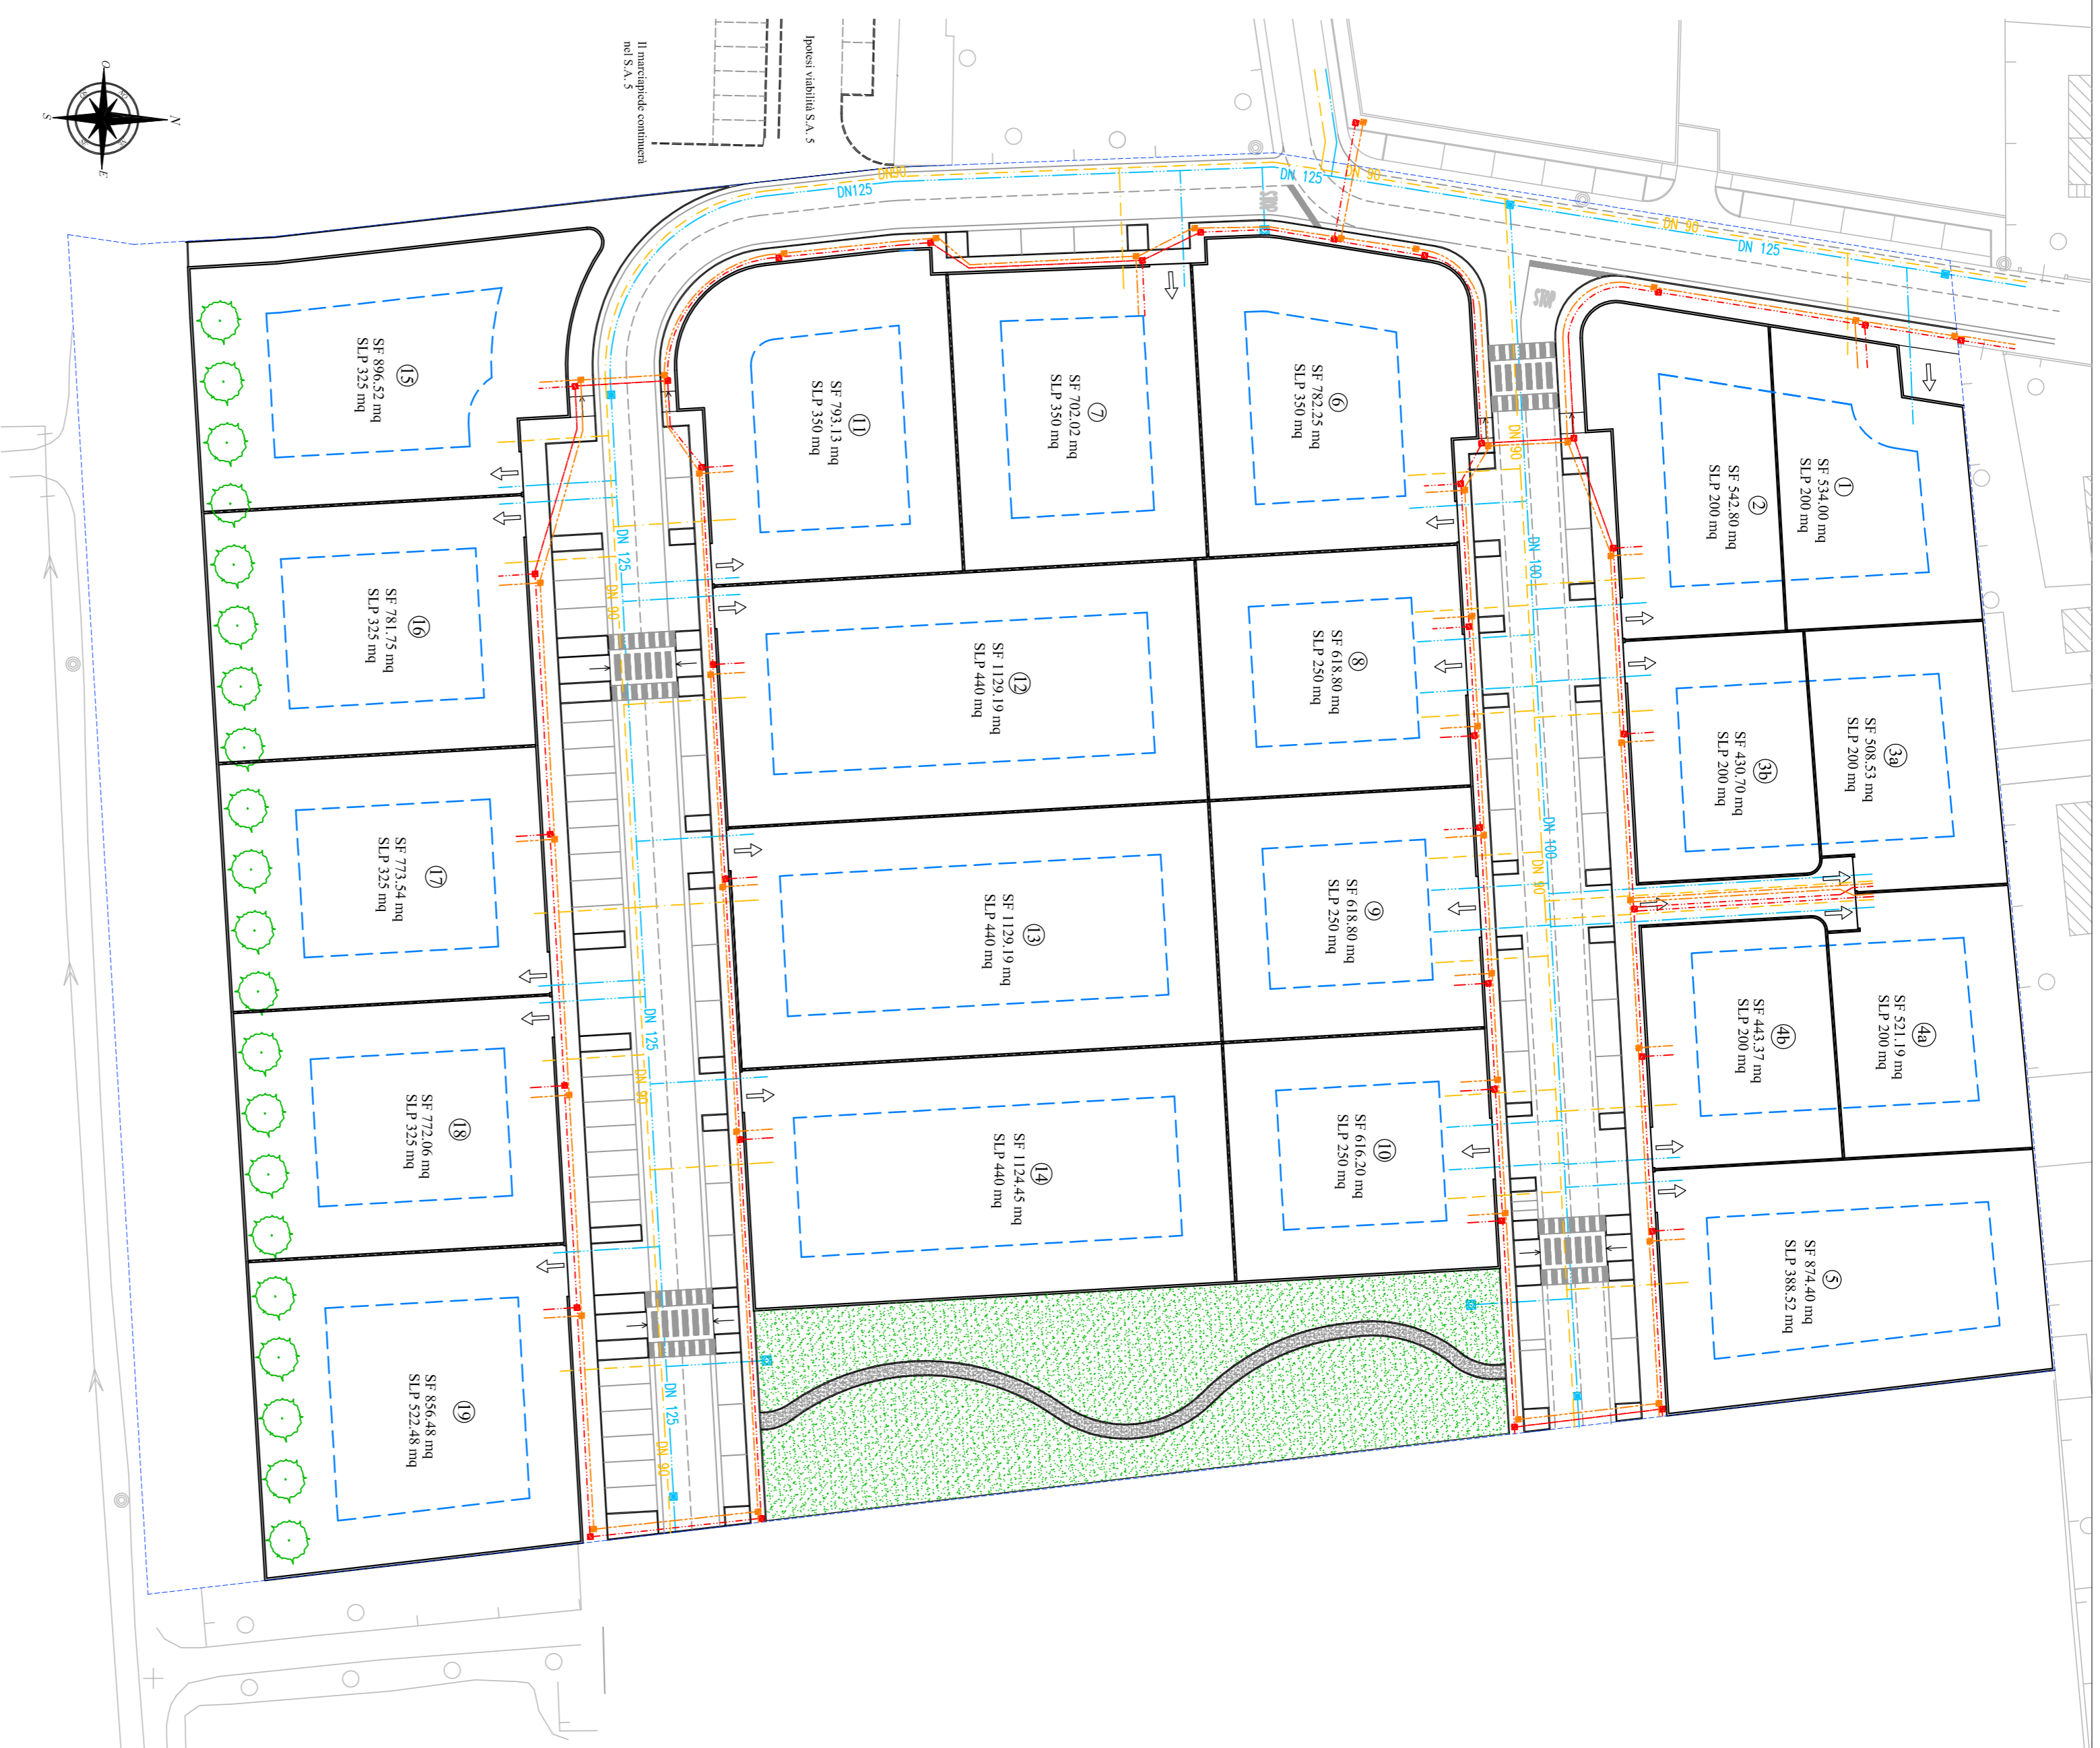 Il marciapiede continuerà
nel S.A. 5
Ipotesi viabilità S.A. 5
O
N
S
E
DN90
DN125
DN 125
DN 90
STOP
DN 90
DN 125
STOP
1
SF 534.00 mq
SLP 200 mq
2
SF 542.80 mq
SLP 200 mq
3a
SF 508.53 mq
SLP 200 mq
3b
SF 430.70 mq
SLP 200 mq
4a
SF 521.19 mq
SLP 200 mq
4b
SF 443.37 mq
SLP 200 mq
5
SF 874.40 mq
SLP 388.52 mq
DN 90
DN 100
DN 100
DN 90
6
SF 782.25 mq
SLP 350 mq
7
SF 702.02 mq
SLP 350 mq
8
SF 618.80 mq
SLP 250 mq
9
SF 618.80 mq
SLP 250 mq
10
SF 616.20 mq
SLP 250 mq
11
SF 793.13 mq
SLP 350 mq
12
SF 1129.19 mq
SLP 440 mq
13
SF 1129.19 mq
SLP 440 mq
14
SF 1124.45 mq
SLP 440 mq
DN 125
DN 90
DN 125
DN 90
DN 125
DN 90
15
SF 896.52 mq
SLP 325 mq
16
SF 781.75 mq
SLP 325 mq
17
SF 773.54 mq
SLP 325 mq
18
SF 772.06 mq
SLP 325 mq
19
SF 856.48 mq
SLP 522.48 mq